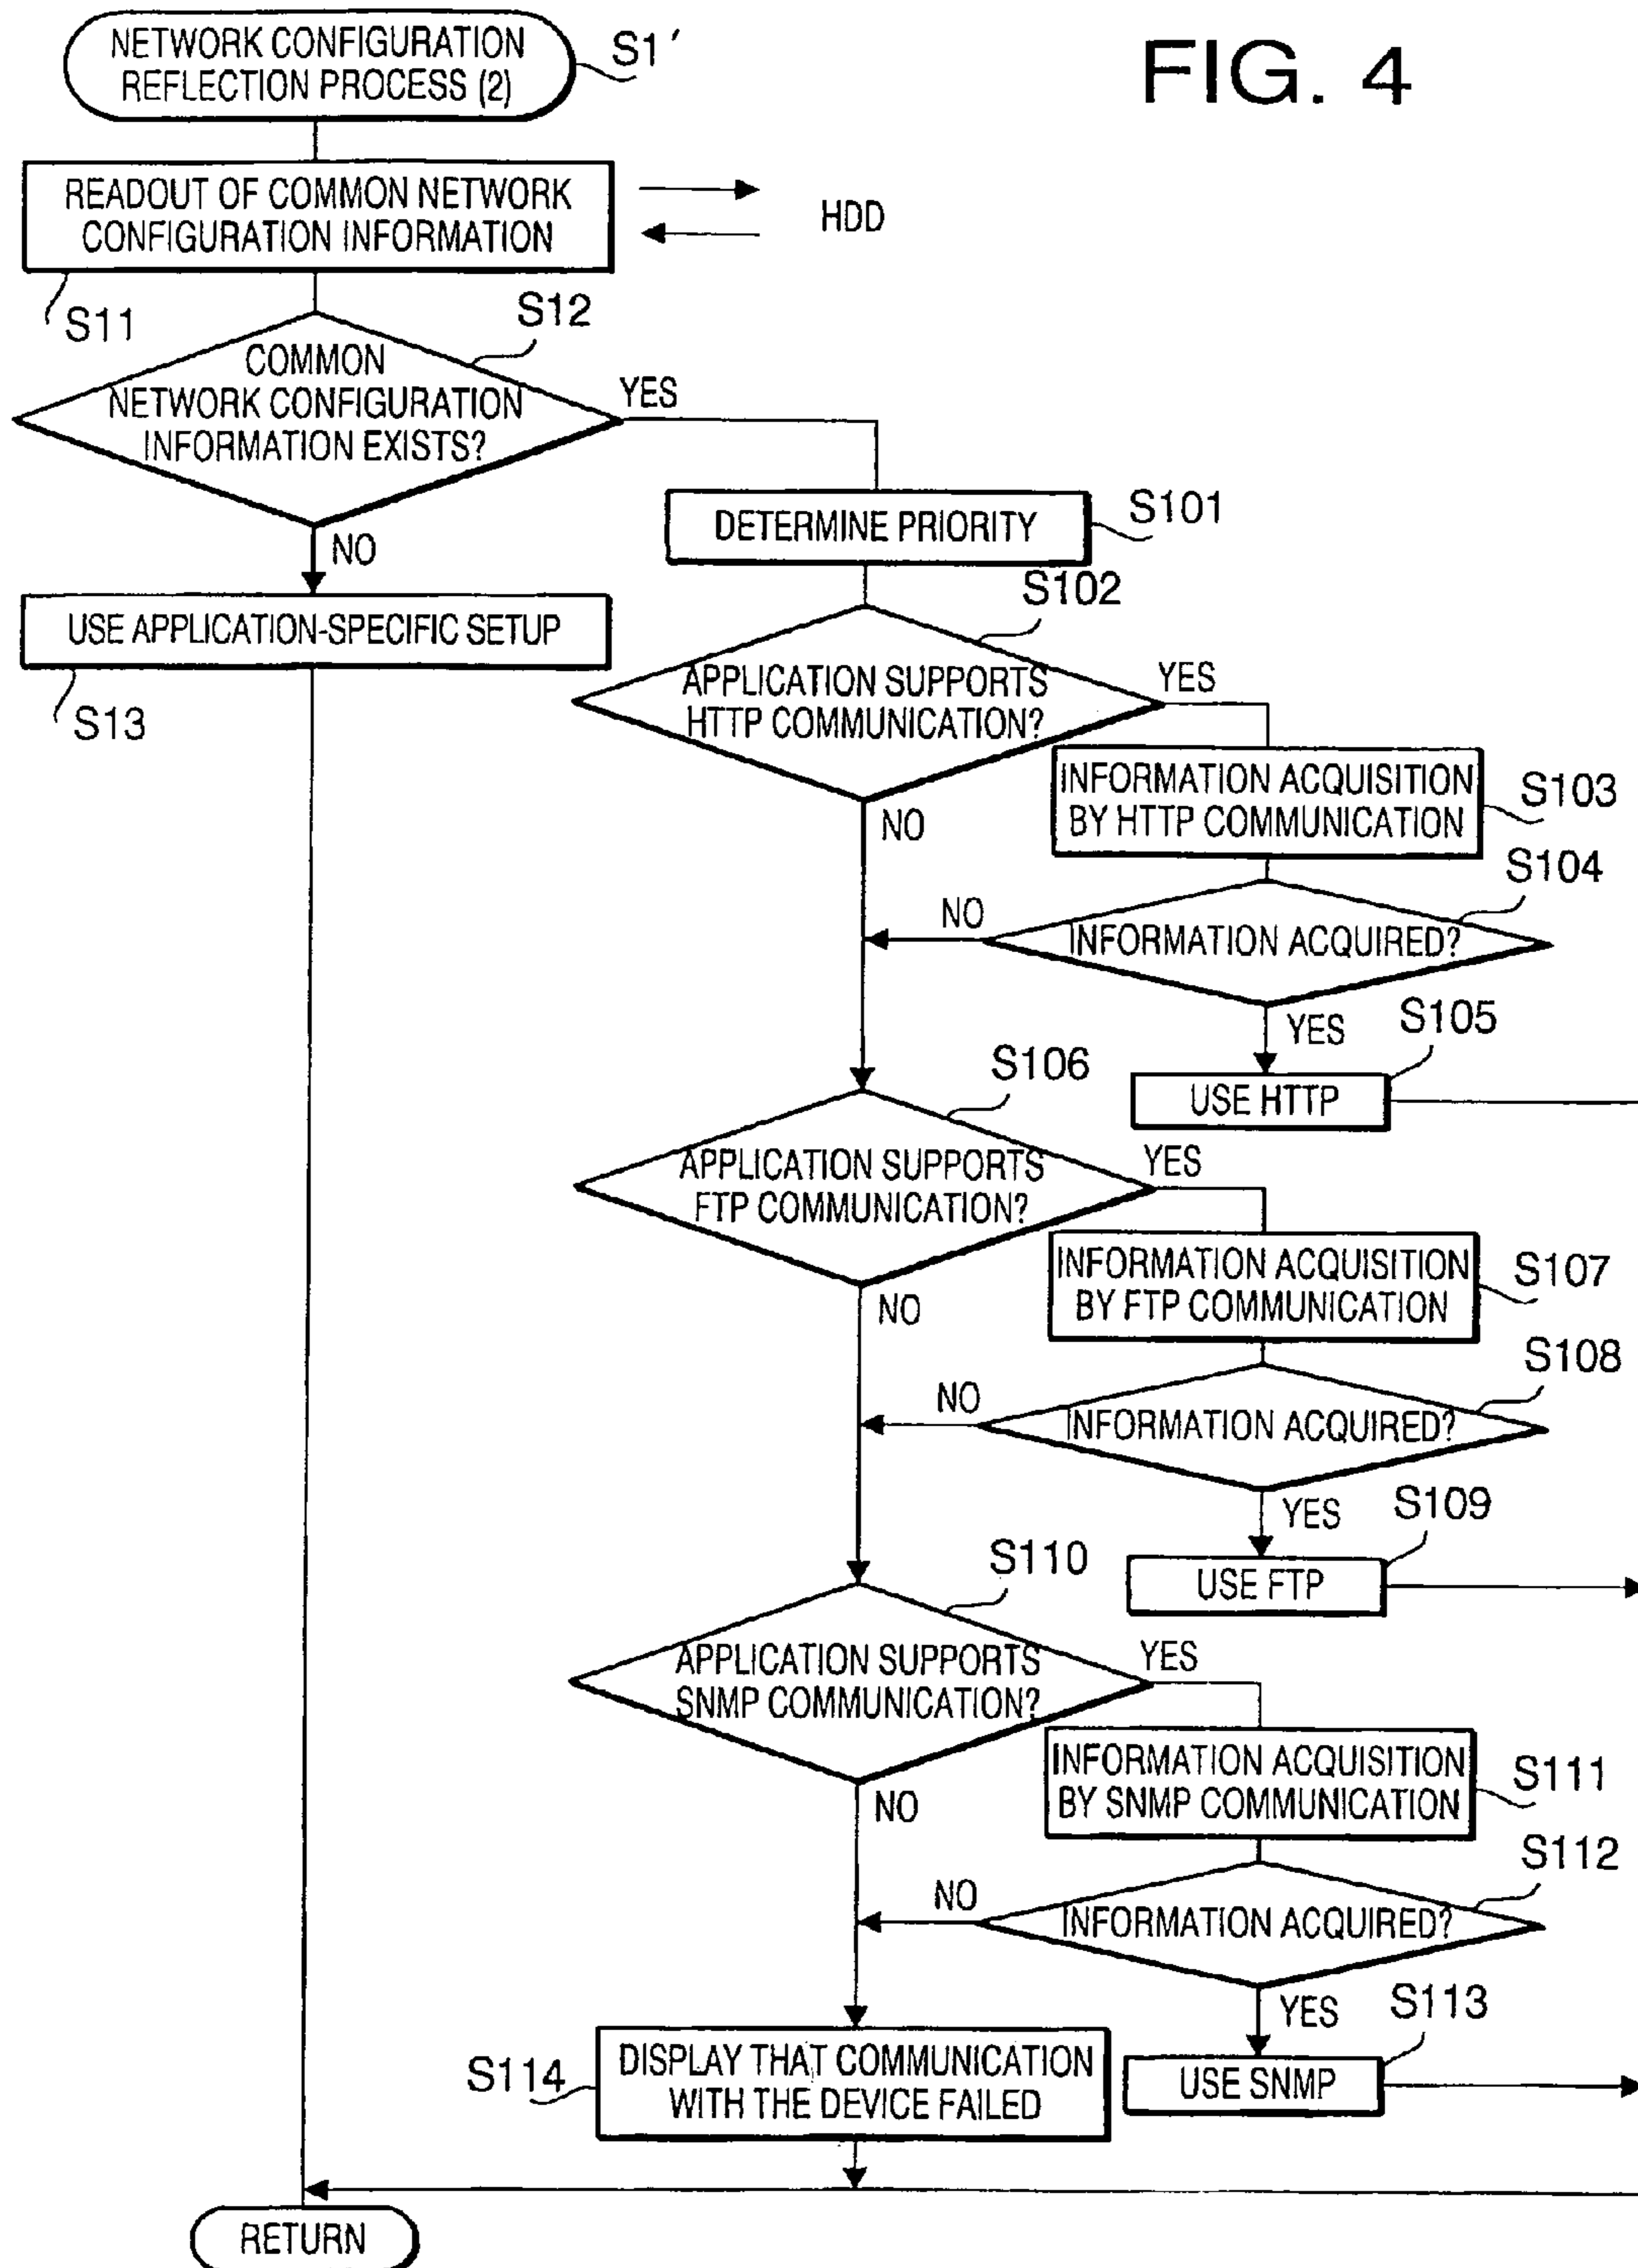 FIG. 4
NETWORK CONFIGURATION
REFLECTION PROCESS (2)
S1′
READOUT OF COMMON NETWORK
CONFIGURATION INFORMATION
HDD
S11
S12
COMMON
NETWORK CONFIGURATION
INFORMATION EXISTS?
YES
NO
USE APPLICATION-SPECIFIC SETUP
S13
DETERMINE PRIORITY
S101
S102
APPLICATION SUPPORTS
HTTP COMMUNICATION?
YES
NO
INFORMATION ACQUISITION
BY HTTP COMMUNICATION
S103
S104
INFORMATION ACQUIRED?
NO
YES
S105
USE HTTP
S106
APPLICATION SUPPORTS
FTP COMMUNICATION?
YES
NO
INFORMATION ACQUISITION
BY FTP COMMUNICATION
S107
S108
INFORMATION ACQUIRED?
NO
YES
S109
USE FTP
S110
APPLICATION SUPPORTS
SNMP COMMUNICATION?
YES
NO
INFORMATION ACQUISITION
BY SNMP COMMUNICATION
S111
S112
INFORMATION ACQUIRED?
NO
YES
S113
USE SNMP
S114
DISPLAY THAT COMMUNICATION
WITH THE DEVICE FAILED
RETURN